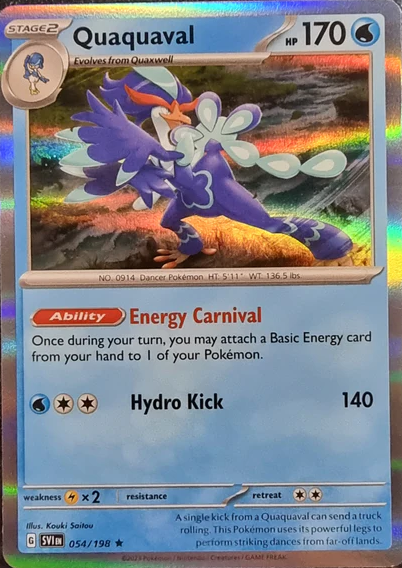 STAGE2 Quaquaval HP 170
Evolves from Quaxwell
NO. 0914 Dancer Pokémon. HT: 5'11" WT: 136.5 lbs.
Ability Energy Carnival
Once during your turn, you may attach a Basic Energy card
from your hand to 1 of your Pokémon.
Hydro Kick 140
weakness ×2 resistance retreat
Illus. Kouki Saitou
A single kick from a Quaquaval can send a truck
rolling. This Pokémon uses its powerful legs to
perform striking dances from far-off lands.
G SVI EN 054/198
©2023 Pokémon / Nintendo / Creatures / GAME FREAK